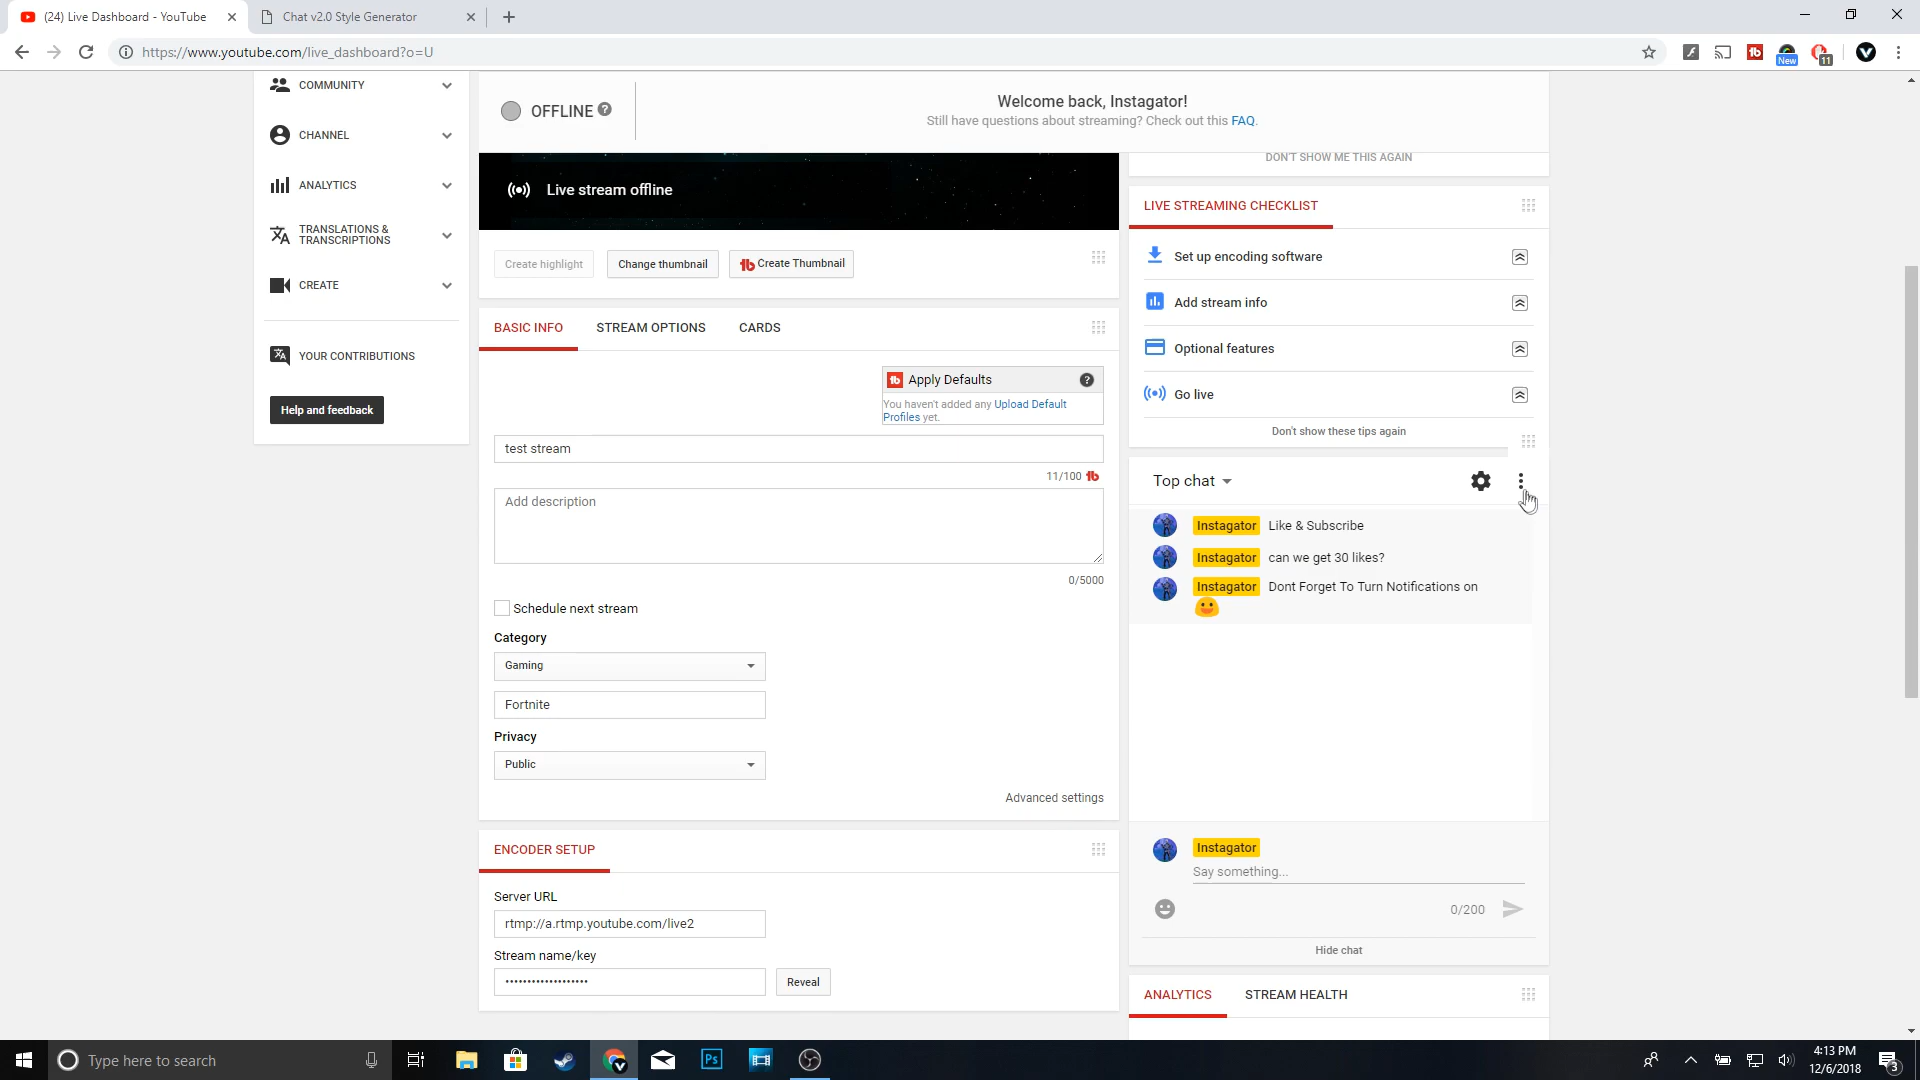 (24) Live Dashboard - YouTube
Chat v2.0 Style Generator
https://www.youtube.com/live_dashboard?o=U
New
11
COMMUNITY
CHANNEL
ANALYTICS
TRANSLATIONS &
TRANSCRIPTIONS
CREATE
YOUR CONTRIBUTIONS
Help and feedback
OFFLINE
Welcome back, Instagator!
Still have questions about streaming? Check out this FAQ.
Live stream offline
Create highlight
Change thumbnail
Create Thumbnail
BASIC INFO
STREAM OPTIONS
CARDS
Apply Defaults
You haven't added any Upload Default
Profiles yet.
test stream
11/100
Add description
0/5000
Schedule next stream
Category
Gaming
Fortnite
Privacy
Public
Advanced settings
ENCODER SETUP
Server URL
rtmp://a.rtmp.youtube.com/live2
Stream name/key
Reveal
DON'T SHOW ME THIS AGAIN
LIVE STREAMING CHECKLIST
Set up encoding software
Add stream info
Optional features
Go live
Don't show these tips again
Top chat
Instagator Like & Subscribe
Instagator can we get 30 likes?
Instagator Dont Forget To Turn Notifications on
Instagator
Say something...
0/200
Hide chat
ANALYTICS
STREAM HEALTH
Type here to search
Ps
4:13 PM
12/6/2018
3